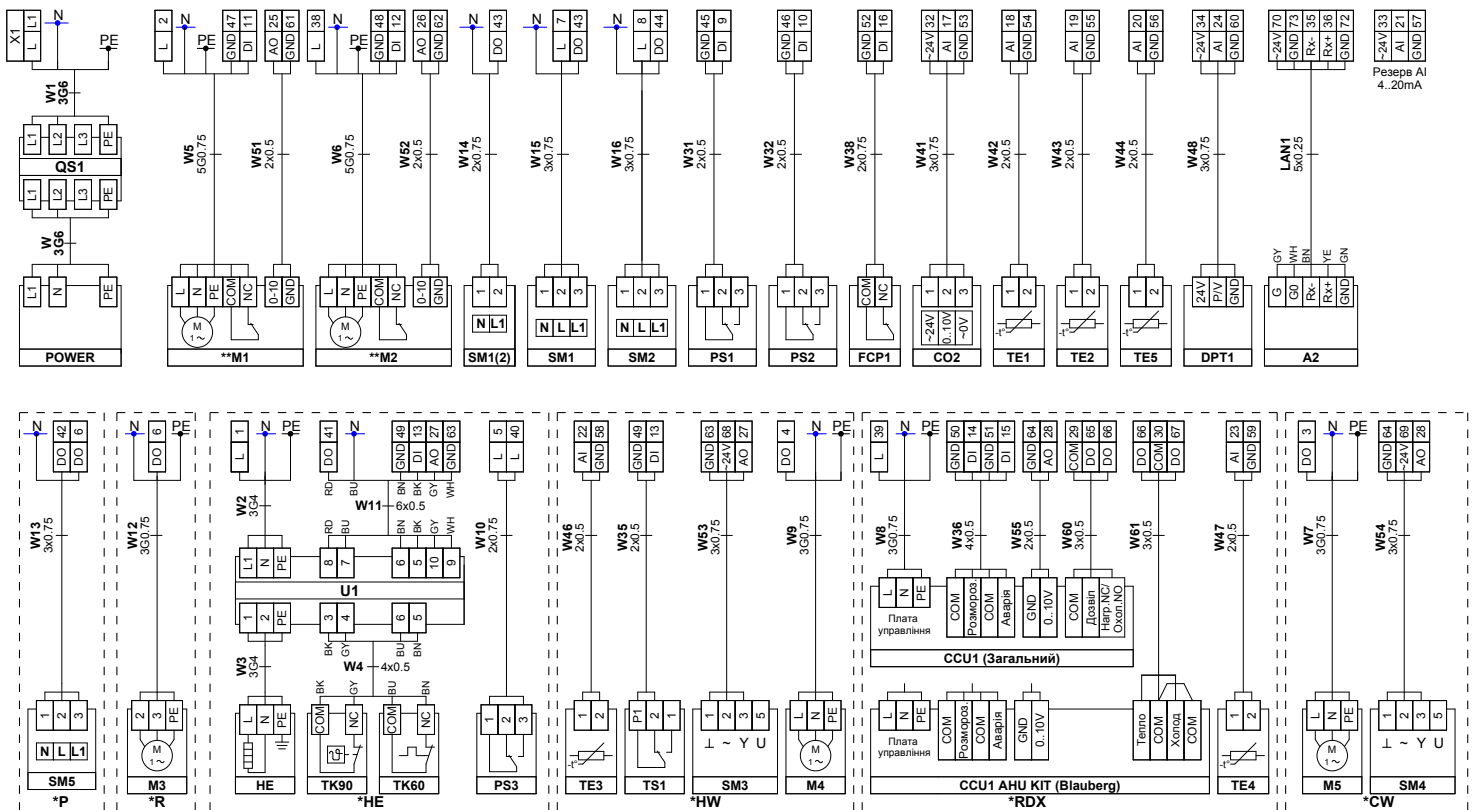 X1 L L1 N PE
W1 3G6
L1 L2 L3 PE
QS1
L1 L2 L3 PE
W 3G6
L1 N PE
POWER
L 2 N PE GND 47 DI 11 AO 25 GND 61
W5 5G0.75
W51 2x0.5
L N PE COM NC 0-10 GND
M 1~
**M1
L 38 N PE GND 48 DI 12 AO 26 GND 62
W6 5G0.75
W52 2x0.5
L N PE COM NC 0-10 GND
M 1~
**M2
N DO 43
W14 2x0.75
1 2
N L1
SM1(2)
N L 7 DO 43
W15 3x0.75
1 2 3
N L L1
SM1
N L 8 DO 44
W16 3x0.75
1 2 3
N L L1
SM2
GND 45 DI 9
W31 2x0.5
1 2 3
PS1
GND 46 DI 10
W32 2x0.5
1 2 3
PS2
GND 52 DI 16
W38 2x0.75
COM NC
FCP1
~24V 32 AO 17 GND 53
W41 3x0.75
1 2 3
~24V 0..10V ~0V
CO2
AI 18 GND 54
W42 2x0.5
1 2
-t°
TE1
AI 19 GND 55
W43 2x0.5
1 2
-t°
TE2
AI 20 GND 56
W44 2x0.5
1 2
-t°
TE5
~24V 34 AI 24 GND 60
W48 3x0.75
24V P/V GND
DPT1
~24V 70 GND 73 Rx- 35 Rx+ 36 GND 72
LAN1 5x0.25
GY WH BN YE GN
G G0 Rx- Rx+ GND
A2
~24V 33 AI 21 GND 57
Резерв AI
4..20mA
N DO 42 DO 6
W13 3x0.75
1 2 3
N L L1
SM5
*P
N DO 6 PE
W12 3G0.75
2 3 PE
M 1~
M3
*R
L 1 N PE
W2 3G4
DO 41 N GND 49 DI 13 AO 27 GND 63
RD BU BN BK GY WH
W11 6x0.5
RD BU BN BK GY WH
L1 N PE 8 7 6 5 10 9
U1
1 2 PE 3 4 6 5
BK GY BU BN
W3 3G4
W4 4x0.5
BK GY BU BN
L N PE
HE
COM NC
TK90
COM NC
TK60
L 5 L 40
W10 2x0.75
1 2 3
PS3
*HE
AI 22 GND 58
W46 2x0.5
1 2
-t°
TE3
GND 49 DI 13
W35 2x0.5
P1 2 1
TS1
GND 63 ~24V 68 AO 27
W53 3x0.75
1 2 3 5
⊥ ~ Y U
SM3
DO 4 N PE
W9 3G0.75
L N PE
M 1~
M4
*HW
L 39 N PE
W8 3G0.75
GND 50 DI 14 GND 51 DI 15
W36 4x0.5
GND 64 AO 28
W55 2x0.5
COM 29 DO 65 DO 66
W60 3x0.5
DO 66 COM 30 DO 67
W61 3x0.5
L N PE
Плата
управління
COM Розмороз. COM Аварія
GND 0..10V
COM Дозвіл Нагр.NC/ Охол.NO
CCU1 (Загальний)
L N PE
Плата
управління
COM Розмороз. COM Аварія
GND 0..10V
Тепло COM Холод COM
CCU1 AHU KIT (Blauberg)
AI 23 GND 59
W47 2x0.5
1 2
-t°
TE4
*RDX
DO 3 N PE
W7 3G0.75
L N PE
M 1~
M5
GND 64 ~24V 69 AO 28
W54 3x0.75
1 2 3 5
⊥ ~ Y U
SM4
*CW